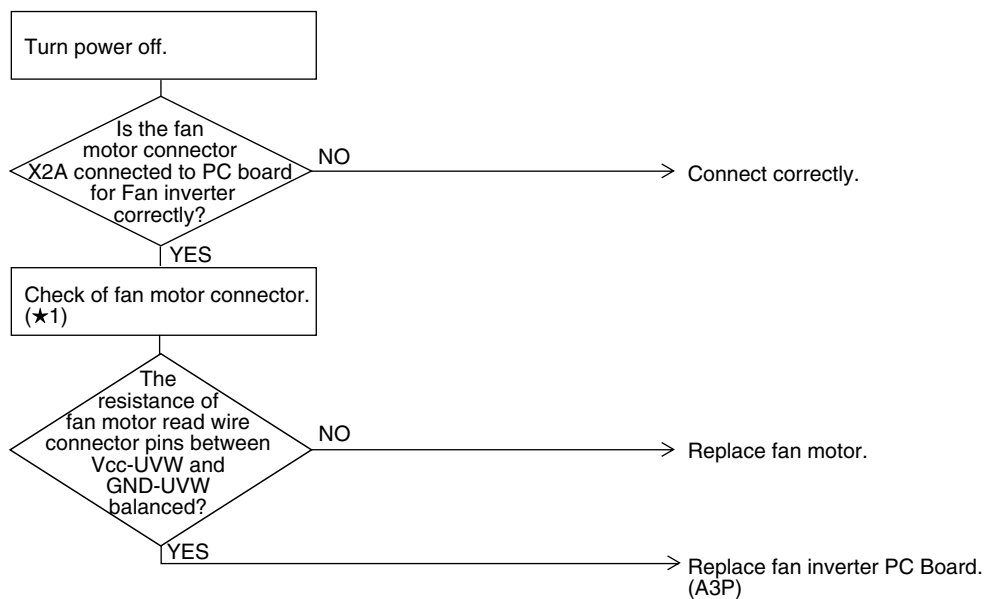 Turn power off.
Is the fan
motor connector
X2A connected to PC board
for Fan inverter
correctly?
NO
Connect correctly.
YES
Check of fan motor connector.
(★1)
The
resistance of
fan motor read wire
connector pins between
Vcc-UVW and
GND-UVW
balanced?
NO
Replace fan motor.
YES
Replace fan inverter PC Board.
(A3P)